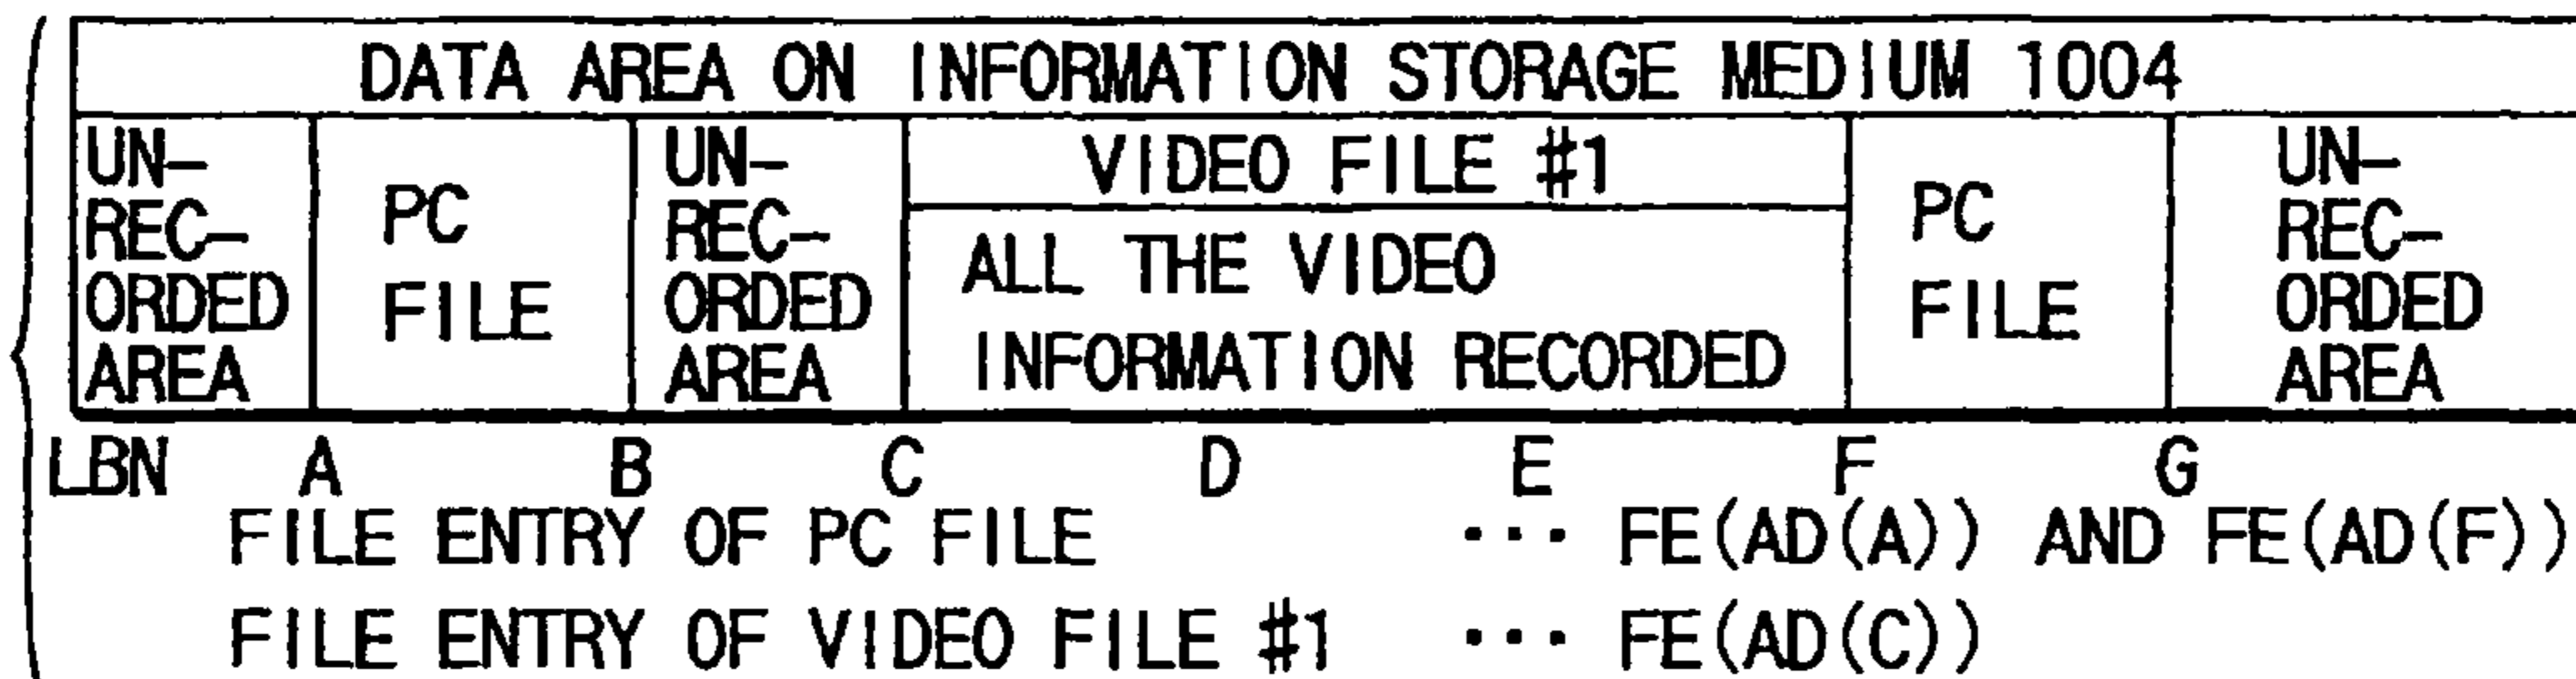 DATA AREA ON INFORMATION STORAGE MEDIUM 1004
UN-
REC-
ORDED
AREA
PC
FILE
UN-
REC-
ORDED
AREA
VIDEO FILE #1
ALL THE VIDEO
INFORMATION RECORDED
PC
FILE
UN-
REC-
ORDED
AREA
LBN A B C D E F G
FILE ENTRY OF PC FILE ··· FE(AD(A)) AND FE(AD(F))
FILE ENTRY OF VIDEO FILE #1 ··· FE(AD(C))